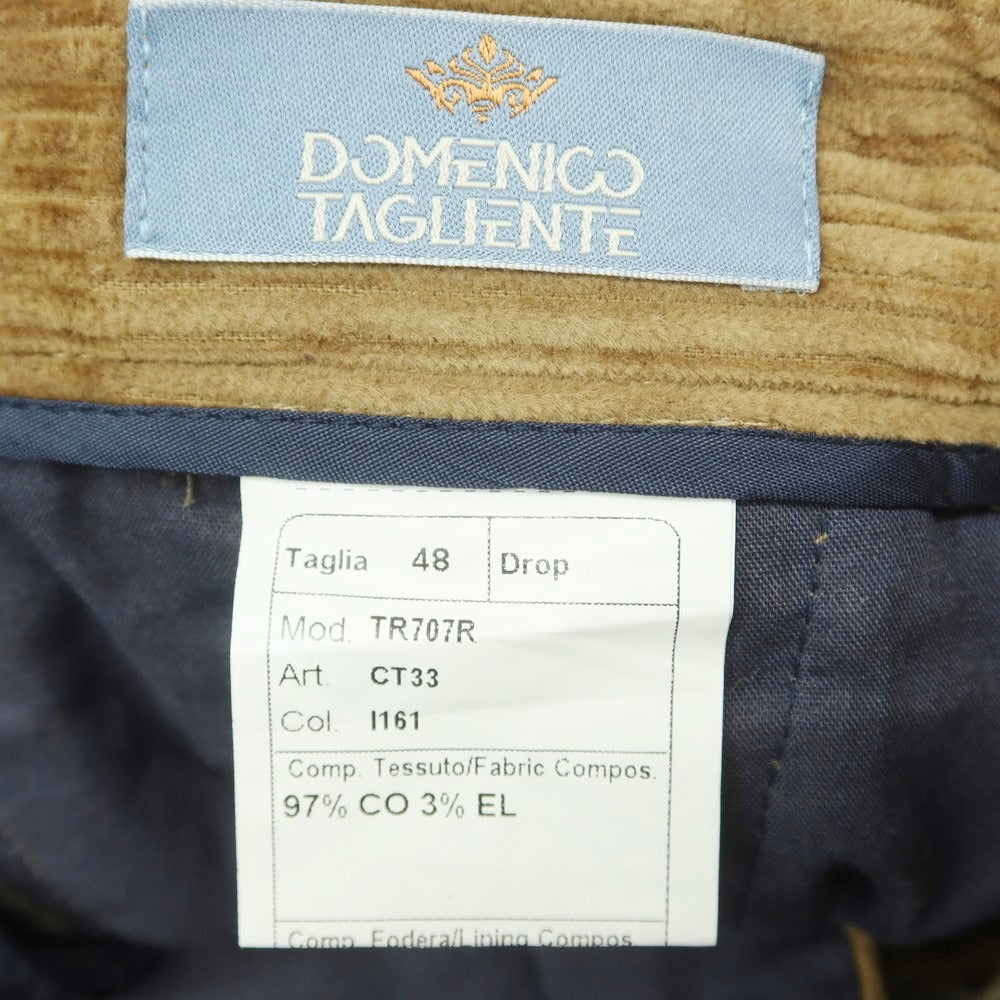 DOMENICO
TAGLIENTE
Taglia 48 Drop
Mod. TR707R
Art. CT33
Col. I161
Comp. Tessuto/Fabric Compos.
97% CO 3% EL
Comp. Fodera/Lining Compos